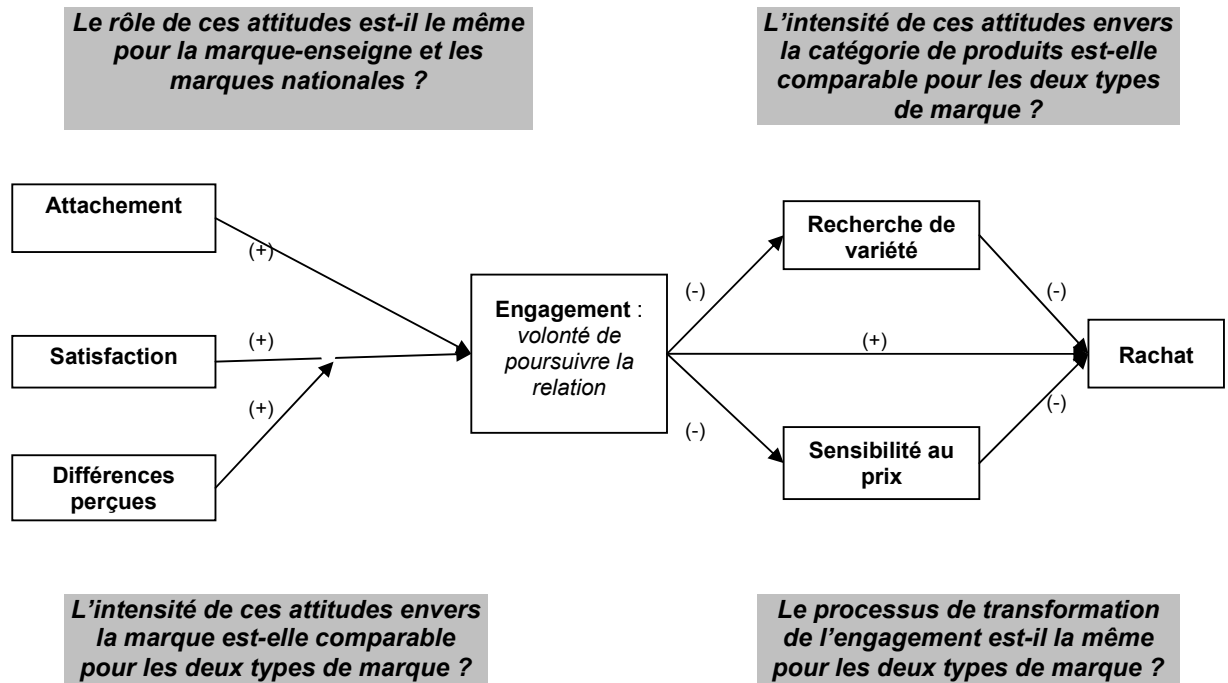 Le rôle de ces attitudes est-il le même
pour la marque-enseigne et les
marques nationales ?
L’intensité de ces attitudes envers
la catégorie de produits est-elle
comparable pour les deux types
de marque ?
Attachement
(+)
Satisfaction
(+)
Différences
perçues
(+)
Engagement :
volonté de
poursuivre la
relation
(-)
(-)
Recherche de
variété
(+)
Sensibilité au
prix
(-)
(-)
Rachat
L’intensité de ces attitudes envers
la marque est-elle comparable
pour les deux types de marque ?
Le processus de transformation
de l’engagement est-il la même
pour les deux types de marque ?